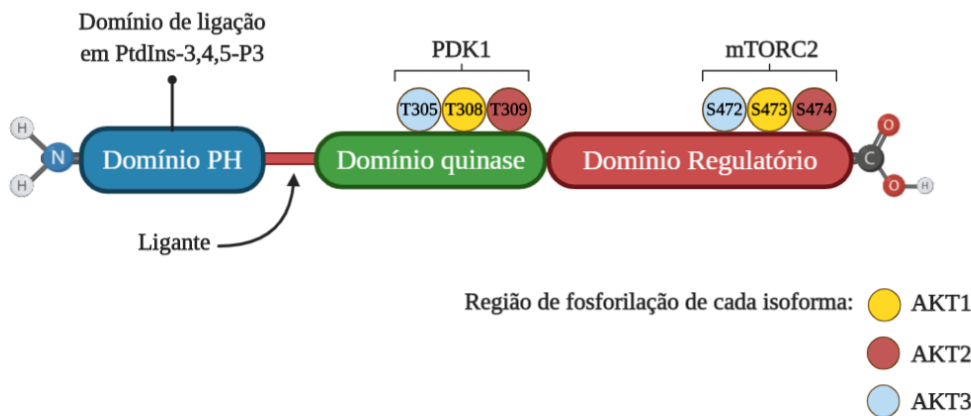 Domínio de ligação
em PtdIns-3,4,5-P3
PDK1
mTORC2
T305 T308 T309
S472 S473 S474
H
N
H
Domínio PH
Domínio quinase
Domínio Regulatório
O
C
O
H
Ligante
Região de fosforilação de cada isoforma:
AKT1
AKT2
AKT3